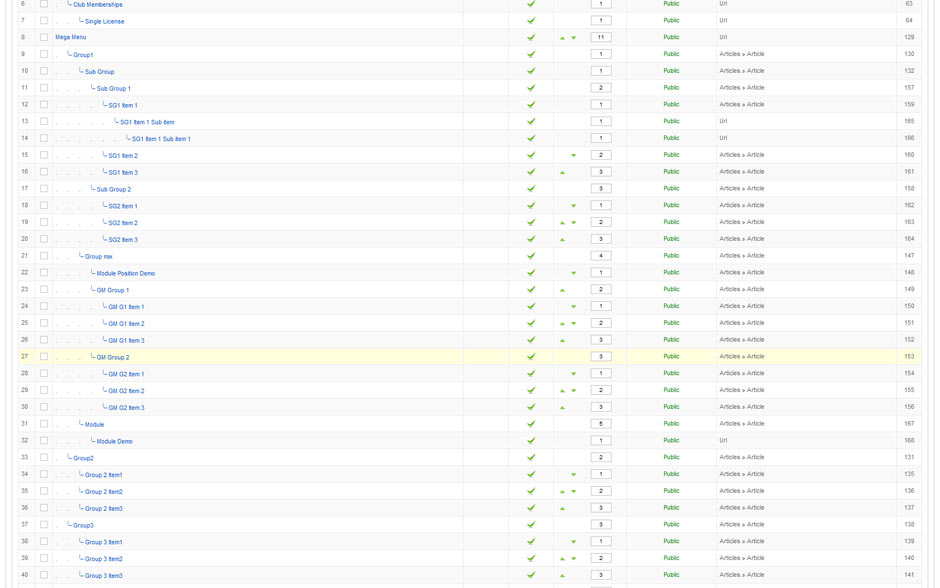 6 Club Memberships 1 Public Url 63
7 Single License 1 Public Url 64
8 Mega Menu 11 Public Url 129
9 Group1 1 Public Articles » Article 130
10 Sub Group 1 Public Articles » Article 132
11 Sub Group 1 2 Public Articles » Article 157
12 SG1 Item 1 1 Public Articles » Article 159
13 SG1 Item 1 Sub Item 1 Public Url 165
14 SG1 Item 1 Sub Item 1 1 Public Url 166
15 SG1 Item 2 2 Public Articles » Article 160
16 SG1 Item 3 3 Public Articles » Article 161
17 Sub Group 2 3 Public Articles » Article 158
18 SG2 Item 1 1 Public Articles » Article 162
19 SG2 Item 2 2 Public Articles » Article 163
20 SG2 Item 3 3 Public Articles » Article 164
21 Group mix 4 Public Articles » Article 147
22 Module Position Demo 1 Public Articles » Article 148
23 GM Group 1 2 Public Articles » Article 149
24 GM G1 Item 1 1 Public Articles » Article 150
25 GM G1 Item 2 2 Public Articles » Article 151
26 GM G1 Item 3 3 Public Articles » Article 152
27 GM Group 2 3 Public Articles » Article 153
28 GM G2 Item 1 1 Public Articles » Article 154
29 GM G2 Item 2 2 Public Articles » Article 155
30 GM G2 Item 3 3 Public Articles » Article 156
31 Module 5 Public Articles » Article 167
32 Module Demo 1 Public Url 168
33 Group2 2 Public Articles » Article 131
34 Group 2 Item1 1 Public Articles » Article 135
35 Group 2 Item2 2 Public Articles » Article 136
36 Group 2 Item3 3 Public Articles » Article 137
37 Group3 3 Public Articles » Article 138
38 Group 3 Item1 1 Public Articles » Article 139
39 Group 3 Item2 2 Public Articles » Article 140
40 Group 3 Item3 3 Public Articles » Article 141